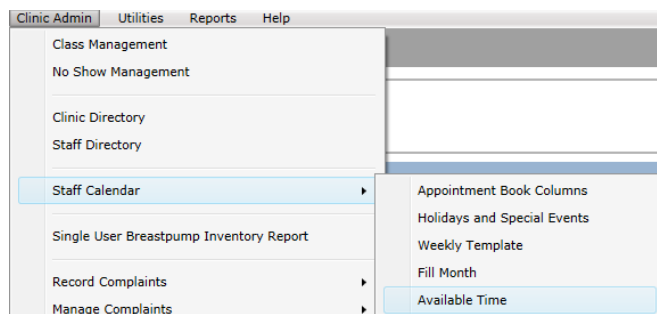 Clinic Admin Utilities Reports Help
Class Management
No Show Management
Clinic Directory
Staff Directory
Staff Calendar
Single User Breastpump Inventory Report
Record Complaints
Manage Complaints
Appointment Book Columns
Holidays and Special Events
Weekly Template
Fill Month
Available Time